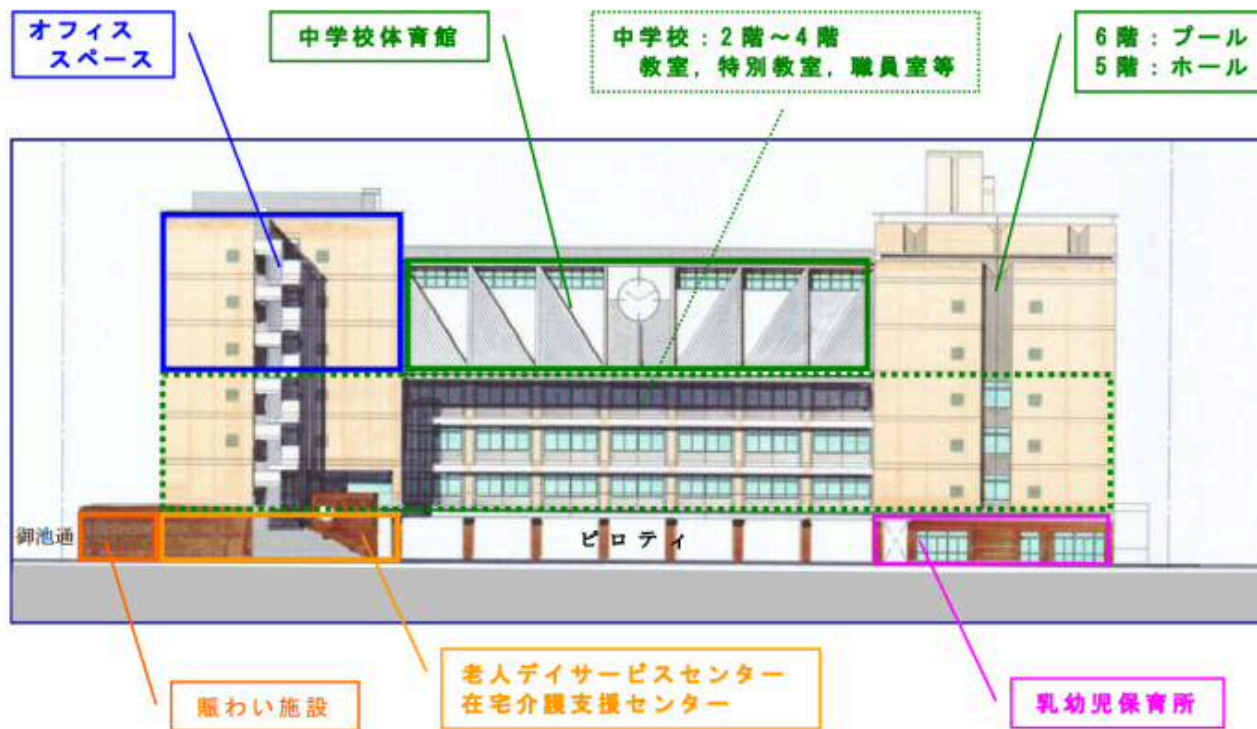 オフィス
スペース
中学校体育館
中学校：2階～4階
教室，特別教室，職員室等
6階：プール
5階：ホール
御池通
ピロティ
賑わい施設
老人デイサービスセンター
在宅介護支援センター
乳幼児保育所